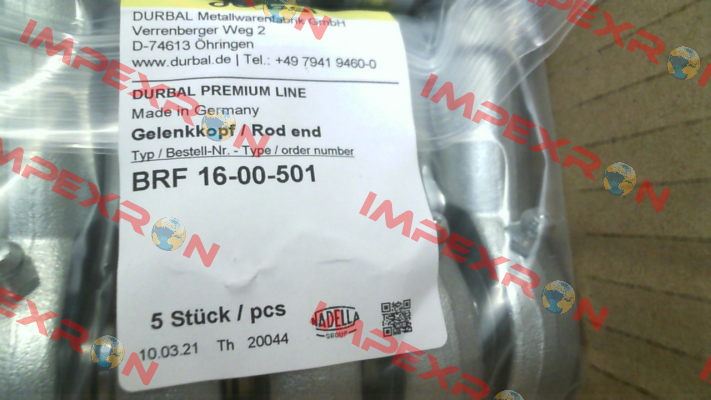 DURBAL Metallwarenfabrik GmbH
Verrenberger Weg 2
D-74613 Öhringen
www.durbal.de | Tel.: +49 7941 9460-0
DURBAL PREMIUM LINE
Made in Germany
Gelenkkopf / Rod end
Typ / Bestell-Nr. - Type / order number
BRF 16-00-501
5 Stück / pcs
NADELLA
GROUP
10.03.21 Th 20044
IMPEXRON
IMPEXRON
IMPEXRON
IMPEXRON
IMPEXRON
IMPEXRON